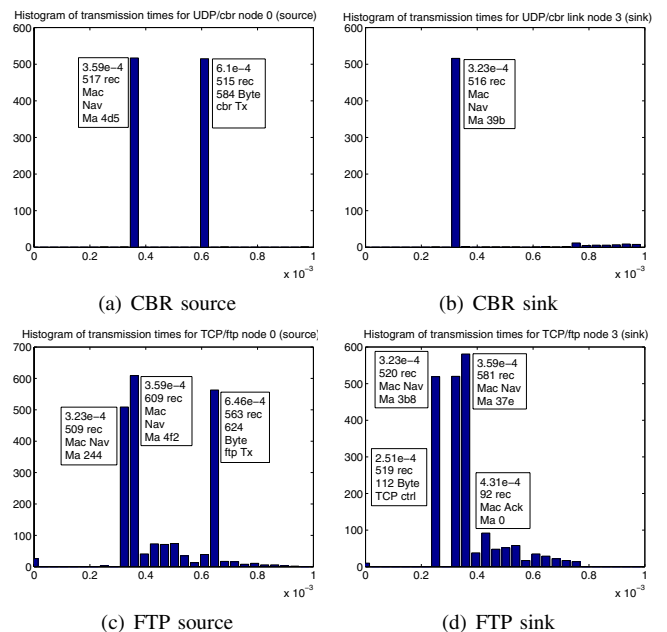 Histogram of transmission times for UDP/cbr node 0 (source)
600
500
400
300
200
100
0
3.59e−4
517 rec
Mac
Nav
Ma 4d5
6.1e−4
515 rec
584 Byte
cbr Tx
0 0.2 0.4 0.6 0.8 1
x 10⁻³
(a) CBR source
Histogram of transmission times for UDP/cbr link node 3 (sink)
600
500
400
300
200
100
0
3.23e−4
516 rec
Mac
Nav
Ma 39b
0 0.2 0.4 0.6 0.8 1
x 10⁻³
(b) CBR sink
Histogram of transmission times for TCP/ftp node 0 (source)
700
600
500
400
300
200
100
0
3.23e−4
509 rec
Mac Nav
Ma 244
3.59e−4
609 rec
Mac
Nav
Ma 4f2
6.46e−4
563 rec
624
Byte
ftp Tx
0 0.2 0.4 0.6 0.8 1
x 10⁻³
(c) FTP source
Histogram of transmission times for TCP/ftp node 3 (sink)
600
500
400
300
200
100
0
3.23e−4
520 rec
Mac Nav
Ma 3b8
3.59e−4
581 rec
Mac Nav
Ma 37e
2.51e−4
519 rec
112 Byte
TCP ctrl
4.31e−4
92 rec
Mac Ack
Ma 0
0 0.2 0.4 0.6 0.8 1
x 10⁻³
(d) FTP sink